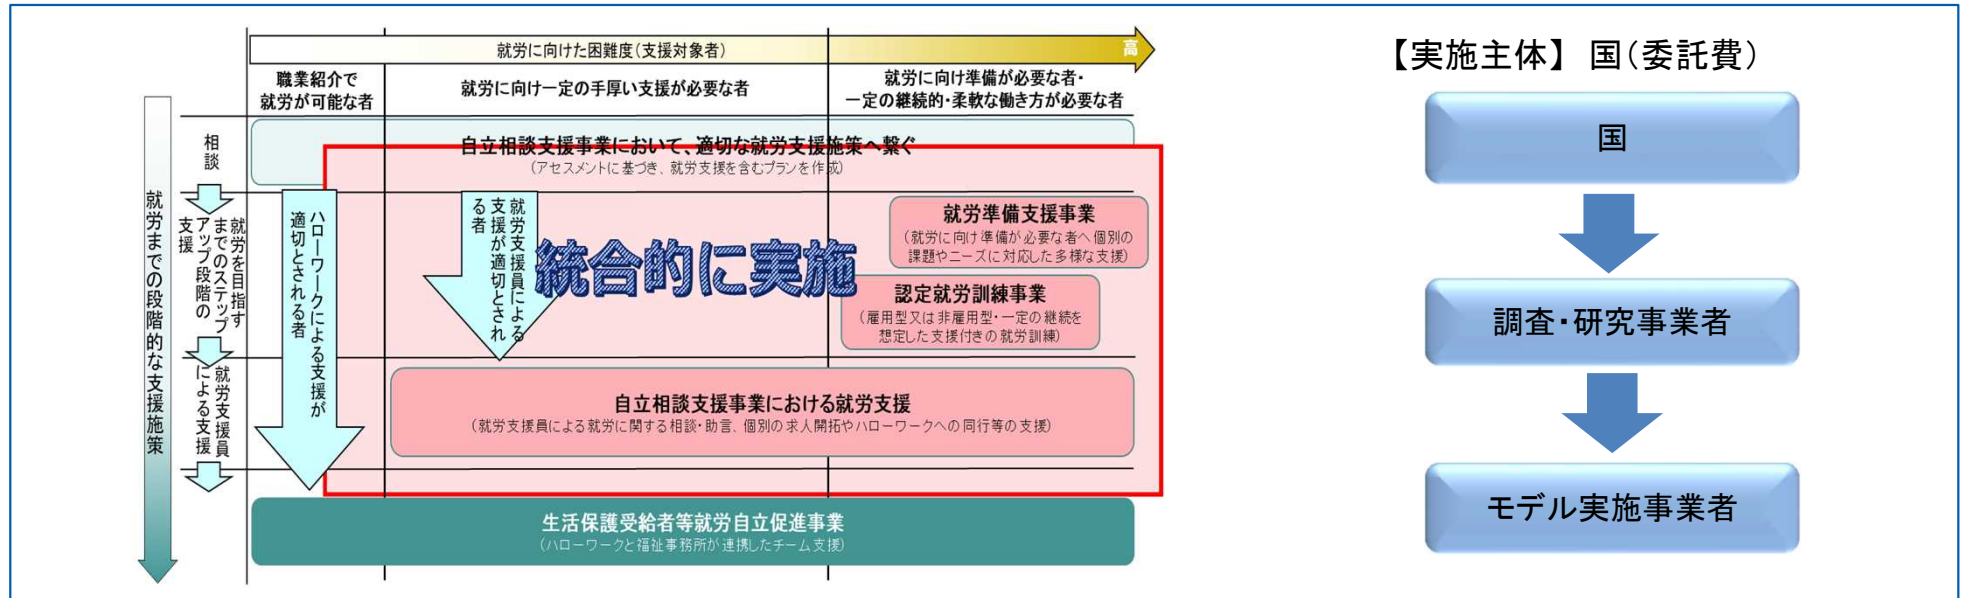 就労に向けた困難度（支援対象者）
高
職業紹介で
就労が可能な者
就労に向け一定の手厚い支援が必要な者
就労に向け準備が必要な者・
一定の継続的・柔軟な働き方が必要な者
就労までの段階的な支援施策
相談
自立相談支援事業において、適切な就労支援施策へ繋ぐ
（アセスメントに基づき、就労支援を含むプランを作成）
就労を目指す
までのステップ
アップ段階の
支援
ハローワークによる支援が
適切とされる者
就労支援員による
支援が適切とされ
る者
統合的に実施
就労準備支援事業
（就労に向け準備が必要な者へ個別の
課題やニーズに対応した多様な支援）
認定就労訓練事業
（雇用型又は非雇用型・一定の継続を
想定した支援付きの就労訓練）
就労支援員
による支援
自立相談支援事業における就労支援
（就労支援員による就労に関する相談・助言、個別の求人開拓やハローワークへの同行等の支援）
生活保護受給者等就労自立促進事業
（ハローワークと福祉事務所が連携したチーム支援）
【実施主体】 国（委託費）
国
調査・研究事業者
モデル実施事業者